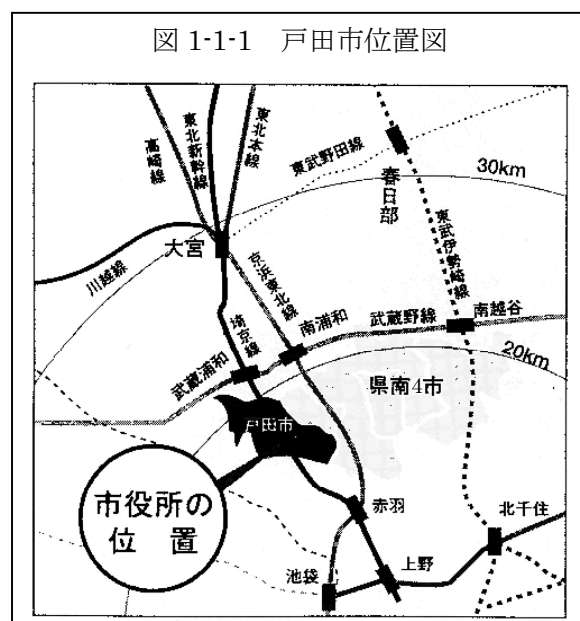 図 1-1-1 戸田市位置図
高崎線
東北新幹線
東北本線
東武野田線
春日部
30km
大宮
川越線
京浜東北線
東武伊勢崎線
埼京線
南浦和
武蔵野線
南越谷
武蔵浦和
20km
県南4市
戸田市
市役所の
位置
赤羽
北千住
池袋
上野